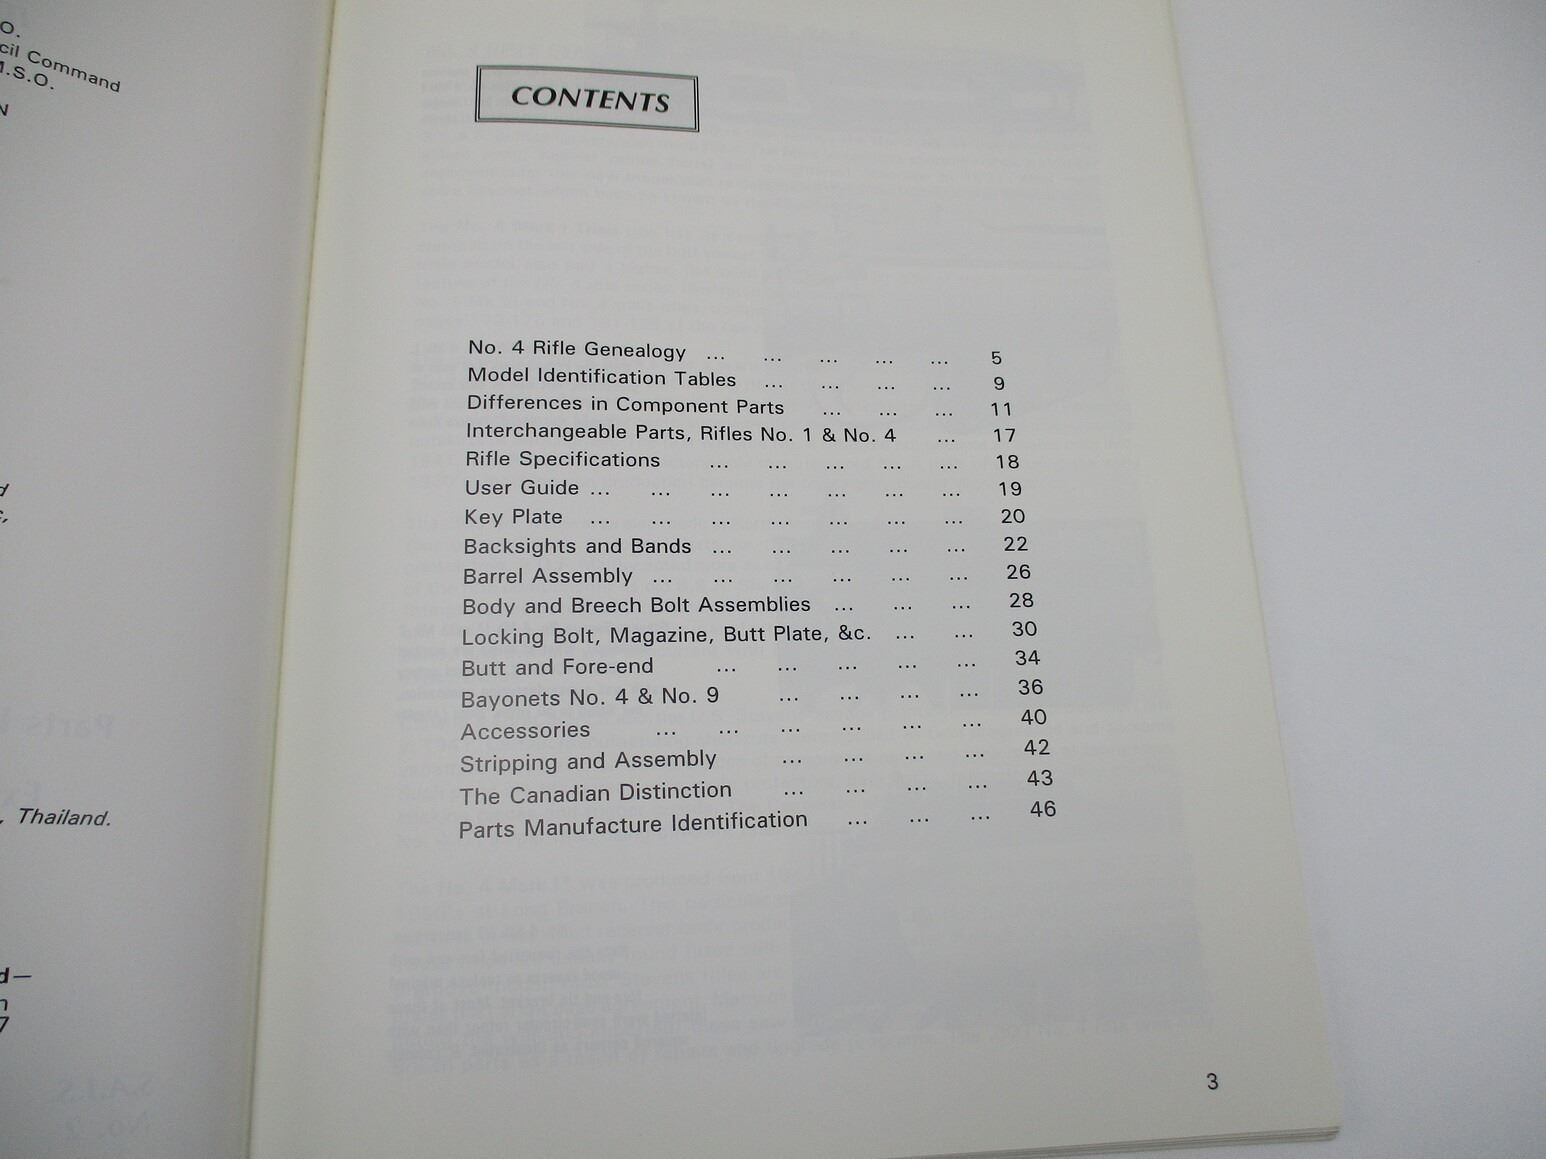 O.
cil Command
M.S.O.
N
Thailand.
CONTENTS
No. 4 Rifle Genealogy ... ... ... ... ... 5
Model Identification Tables ... ... ... ... 9
Differences in Component Parts ... ... ... 11
Interchangeable Parts, Rifles No. 1 & No. 4 ... 17
Rifle Specifications ... ... ... ... ... 18
User Guide ... ... ... ... ... ... ... 19
Key Plate ... ... ... ... ... ... ... 20
Backsights and Bands ... ... ... ... ... 22
Barrel Assembly ... ... ... ... ... ... 26
Body and Breech Bolt Assemblies ... ... ... 28
Locking Bolt, Magazine, Butt Plate, &c. ... ... 30
Butt and Fore-end ... ... ... ... ... 34
Bayonets No. 4 & No. 9 ... ... ... ... 36
Accessories ... ... ... ... ... ... 40
Stripping and Assembly ... ... ... ... 42
The Canadian Distinction ... ... ... ... 43
Parts Manufacture Identification ... ... ... 46
3